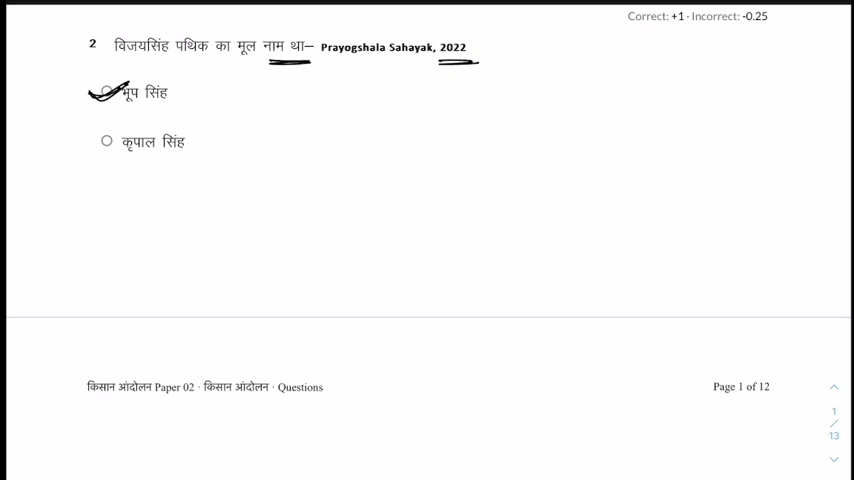 Correct: +1 · Incorrect: -0.25
2 विजयसिंह पथिक का मूल नाम था– Prayogshala Sahayak, 2022
भूप सिंह
कृपाल सिंह
किसान आंदोलन Paper 02 · किसान आंदोलन · Questions
Page 1 of 12
1
/
13